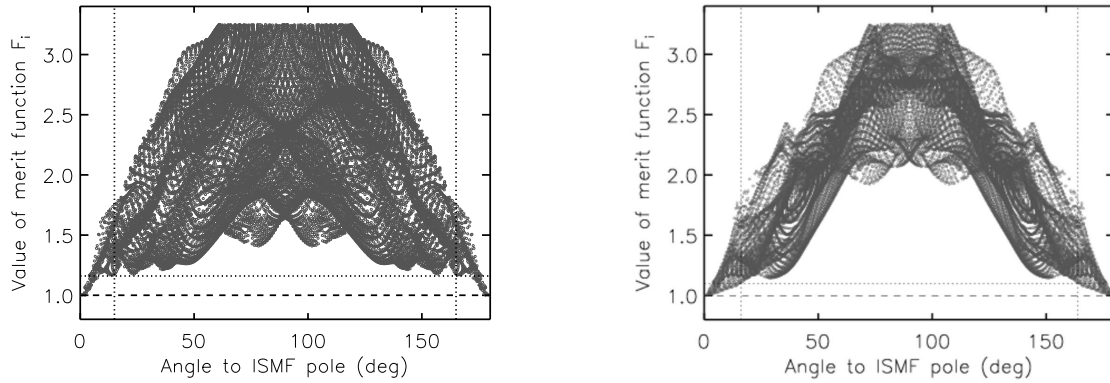 Value of merit function F_i
3.0
2.5
2.0
1.5
1.0
0 50 100 150
Angle to ISMF pole (deg)
Value of merit function F_i
3.0
2.5
2.0
1.5
1.0
0 50 100 150
Angle to ISMF pole (deg)